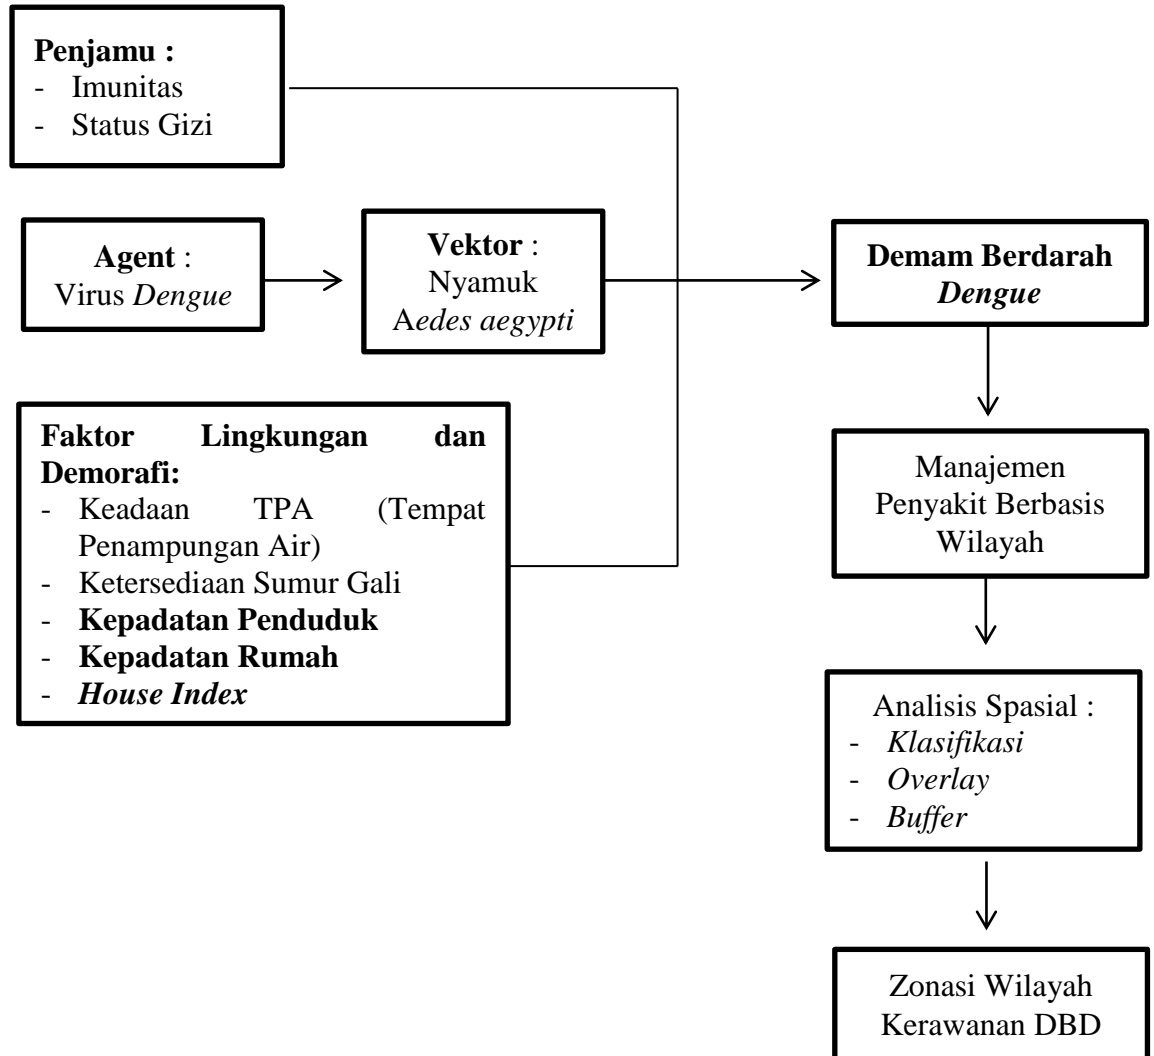 Penjamu :
- Imunitas
- Status Gizi
Agent :
Virus Dengue
Vektor :
Nyamuk
Aedes aegypti
Demam Berdarah
Dengue
Faktor Lingkungan dan
Demorafi:
- Keadaan TPA (Tempat
Penampungan Air)
- Ketersediaan Sumur Gali
- Kepadatan Penduduk
- Kepadatan Rumah
- House Index
Manajemen
Penyakit Berbasis
Wilayah
Analisis Spasial :
- Klasifikasi
- Overlay
- Buffer
Zonasi Wilayah
Kerawanan DBD